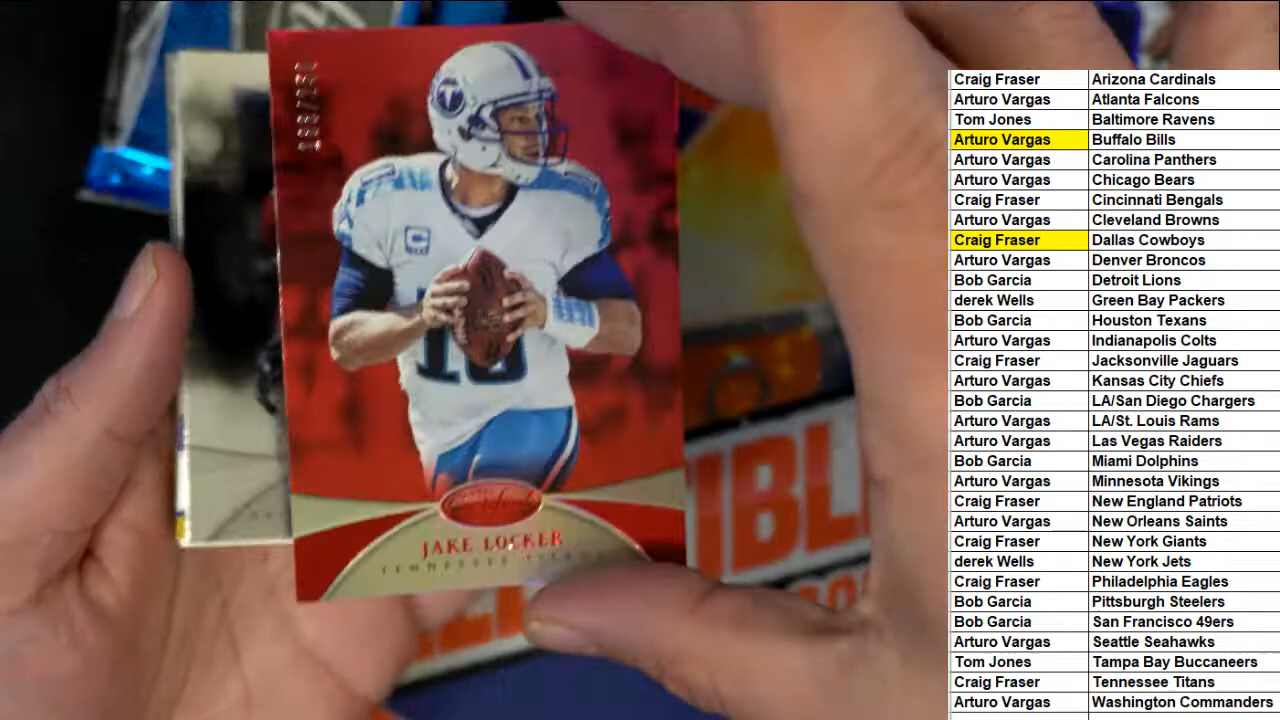 JAKE LOCKER
10
IBL
Craig Fraser Arizona Cardinals
Arturo Vargas Atlanta Falcons
Tom Jones Baltimore Ravens
Arturo Vargas Buffalo Bills
Arturo Vargas Carolina Panthers
Arturo Vargas Chicago Bears
Craig Fraser Cincinnati Bengals
Arturo Vargas Cleveland Browns
Craig Fraser Dallas Cowboys
Arturo Vargas Denver Broncos
Bob Garcia Detroit Lions
derek Wells Green Bay Packers
Bob Garcia Houston Texans
Arturo Vargas Indianapolis Colts
Craig Fraser Jacksonville Jaguars
Arturo Vargas Kansas City Chiefs
Bob Garcia LA/San Diego Chargers
Arturo Vargas LA/St. Louis Rams
Arturo Vargas Las Vegas Raiders
Bob Garcia Miami Dolphins
Arturo Vargas Minnesota Vikings
Craig Fraser New England Patriots
Arturo Vargas New Orleans Saints
Craig Fraser New York Giants
derek Wells New York Jets
Craig Fraser Philadelphia Eagles
Bob Garcia Pittsburgh Steelers
Bob Garcia San Francisco 49ers
Arturo Vargas Seattle Seahawks
Tom Jones Tampa Bay Buccaneers
Craig Fraser Tennessee Titans
Arturo Vargas Washington Commanders